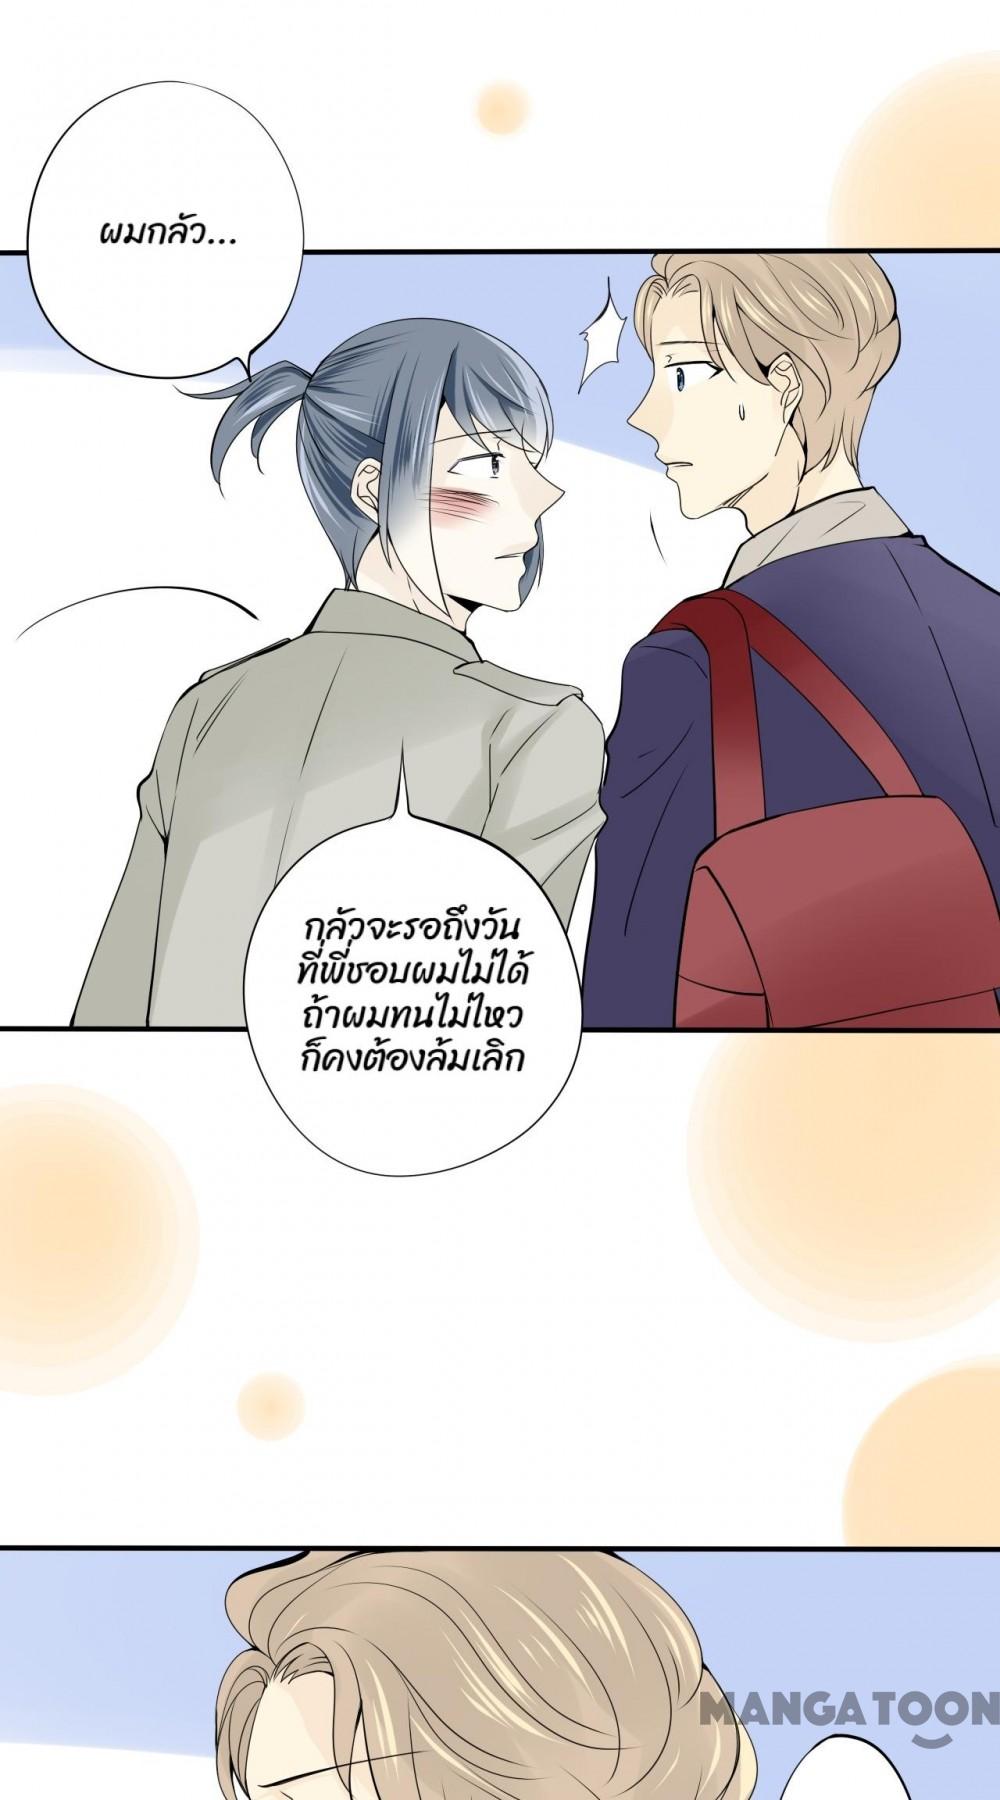 ผมกลัว...
กลัวจะรอถึงวัน
ที่พี่ชอบผมไม่ได้
ถ้าผมทนไม่ไหว
ก็คงต้องล้มเลิก
MANGATOON